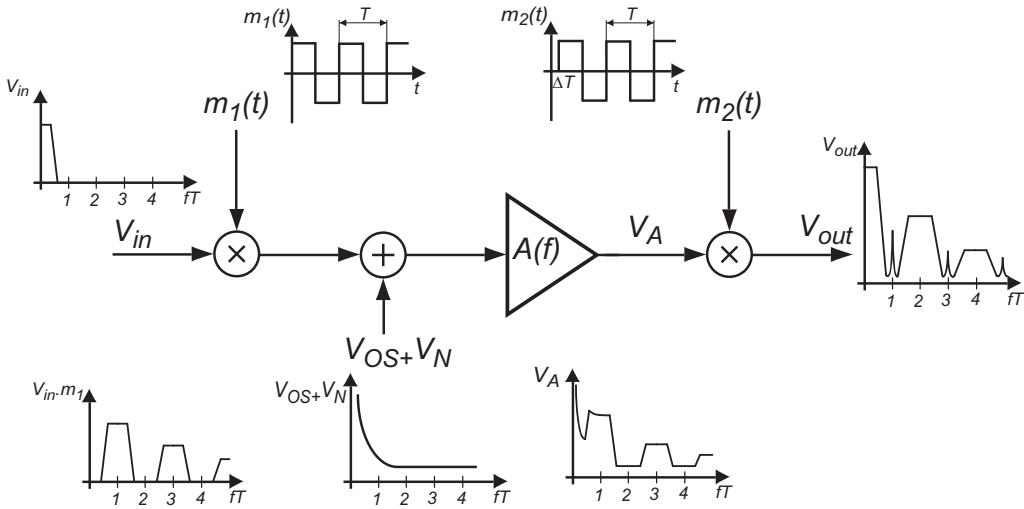 m1(t)
T
t
m2(t)
T
ΔT
t
Vin
1 2 3 4 fT
m1(t)
m2(t)
Vout
1 2 3 4 fT
Vin
×
+
A(f)
VA
×
Vout
VOS+VN
Vin.m1
1 2 3 4 fT
VOS+VN
1 2 3 4 fT
VA
1 2 3 4 fT